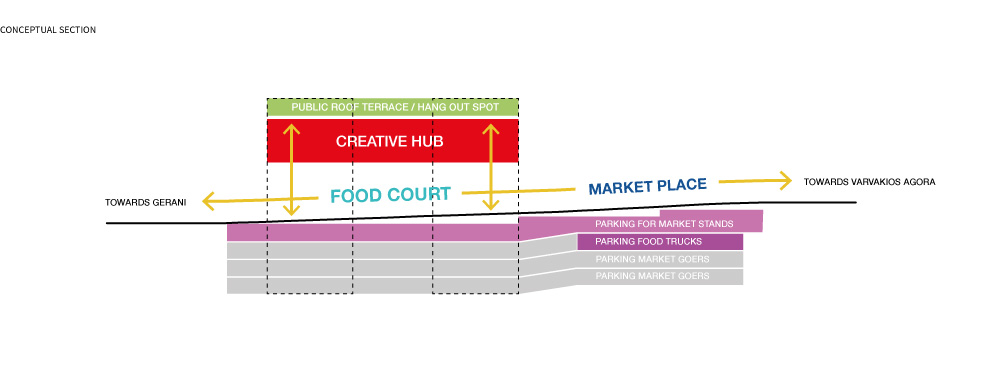 CONCEPTUAL SECTION
PUBLIC ROOF TERRACE / HANG OUT SPOT
CREATIVE HUB
FOOD COURT
MARKET PLACE
TOWARDS VARVAKIOS AGORA
TOWARDS GERANI
PARKING FOR MARKET STANDS
PARKING FOOD TRUCKS
PARKING MARKET GOERS
PARKING MARKET GOERS